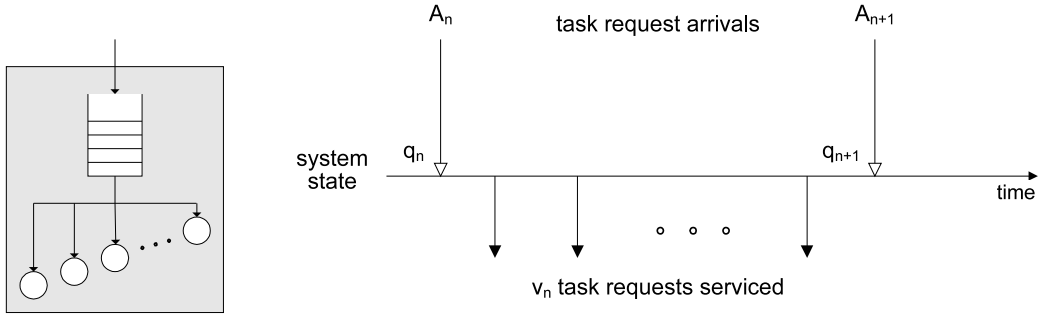 Aₙ task request arrivals Aₙ₊₁
qₙ qₙ₊₁
system
state
time
vₙ task requests serviced